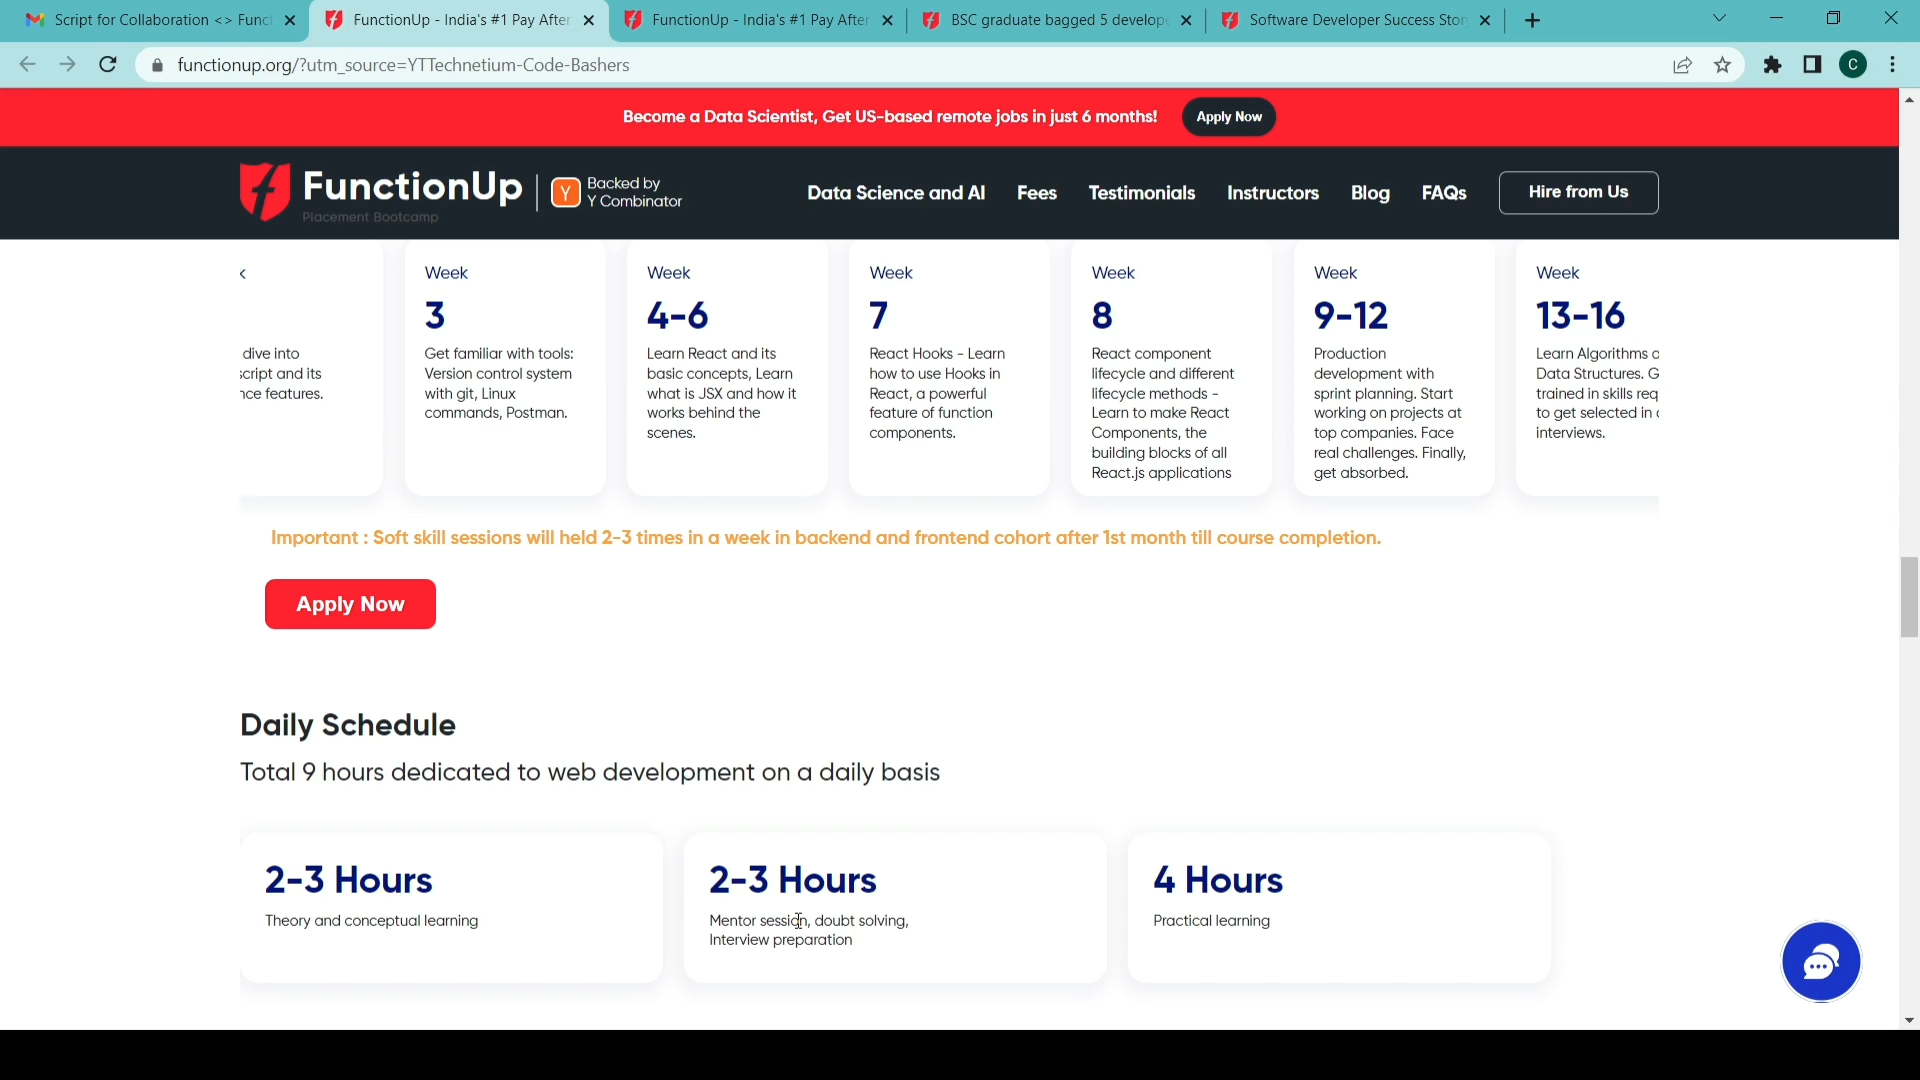 Script for Collaboration <> Funct
FunctionUp - India's #1 Pay After
FunctionUp - India's #1 Pay After
BSC graduate bagged 5 develope
Software Developer Success Stor
functionup.org/?utm_source=YTTechnetium-Code-Bashers
C
Become a Data Scientist, Get US-based remote jobs in just 6 months!
Apply Now
FunctionUp
Placement Bootcamp
Y
Backed by
Y Combinator
Data Science and AI
Fees
Testimonials
Instructors
Blog
FAQs
Hire from Us
k
dive into
script and its
nce features.
Week
3
Get familiar with tools:
Version control system
with git, Linux
commands, Postman.
Week
4-6
Learn React and its
basic concepts, Learn
what is JSX and how it
works behind the
scenes.
Week
7
React Hooks - Learn
how to use Hooks in
React, a powerful
feature of function
components.
Week
8
React component
lifecycle and different
lifecycle methods -
Learn to make React
Components, the
building blocks of all
React.js applications
Week
9-12
Production
development with
sprint planning. Start
working on projects at
top companies. Face
real challenges. Finally,
get absorbed.
Week
13-16
Learn Algorithms a
Data Structures. G
trained in skills req
to get selected in
interviews.
Important : Soft skill sessions will held 2-3 times in a week in backend and frontend cohort after 1st month till course completion.
Apply Now
Daily Schedule
Total 9 hours dedicated to web development on a daily basis
2-3 Hours
Theory and conceptual learning
2-3 Hours
Mentor session, doubt solving,
Interview preparation
4 Hours
Practical learning